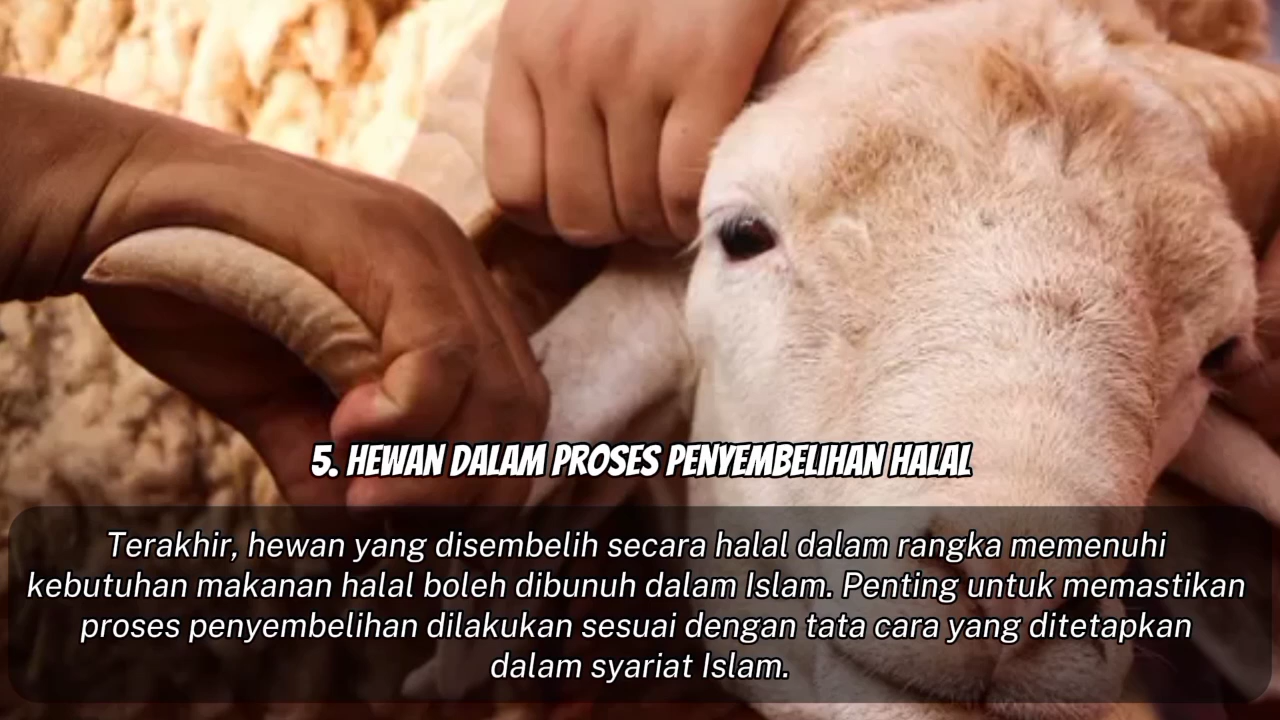 5. HEWAN DALAM PROSES PENYEMBELIHAN HALAL
Terakhir, hewan yang disembelih secara halal dalam rangka memenuhi
kebutuhan makanan halal boleh dibunuh dalam Islam. Penting untuk memastikan
proses penyembelihan dilakukan sesuai dengan tata cara yang ditetapkan
dalam syariat Islam.